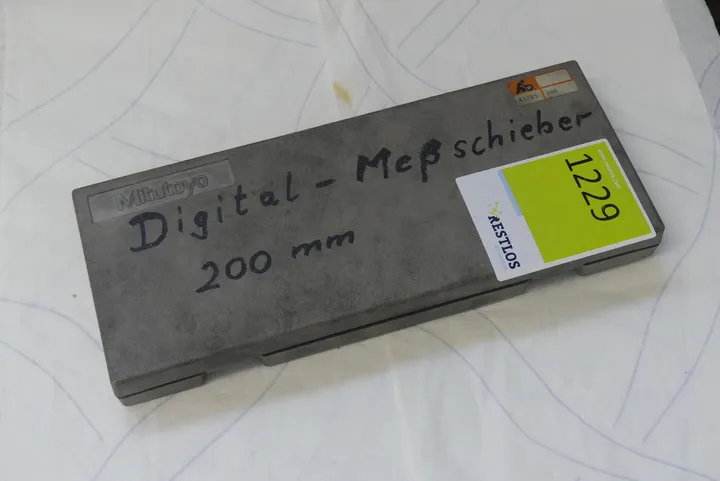 Mitutoyo
Digital - Meßschieber
200 mm
1229
RESTLOS